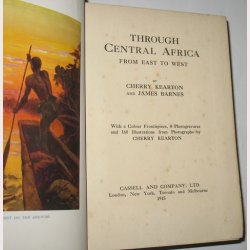 THROUGH
CENTRAL AFRICA
FROM EAST TO WEST
BY
CHERRY KEARTON
AND JAMES BARNES
With a Colour Frontispiece, 8 Photogravures
and 160 Illustrations from Photographs by
CHERRY KEARTON
CASSELL AND COMPANY, LTD
London, New York, Toronto and Melbourne
1915